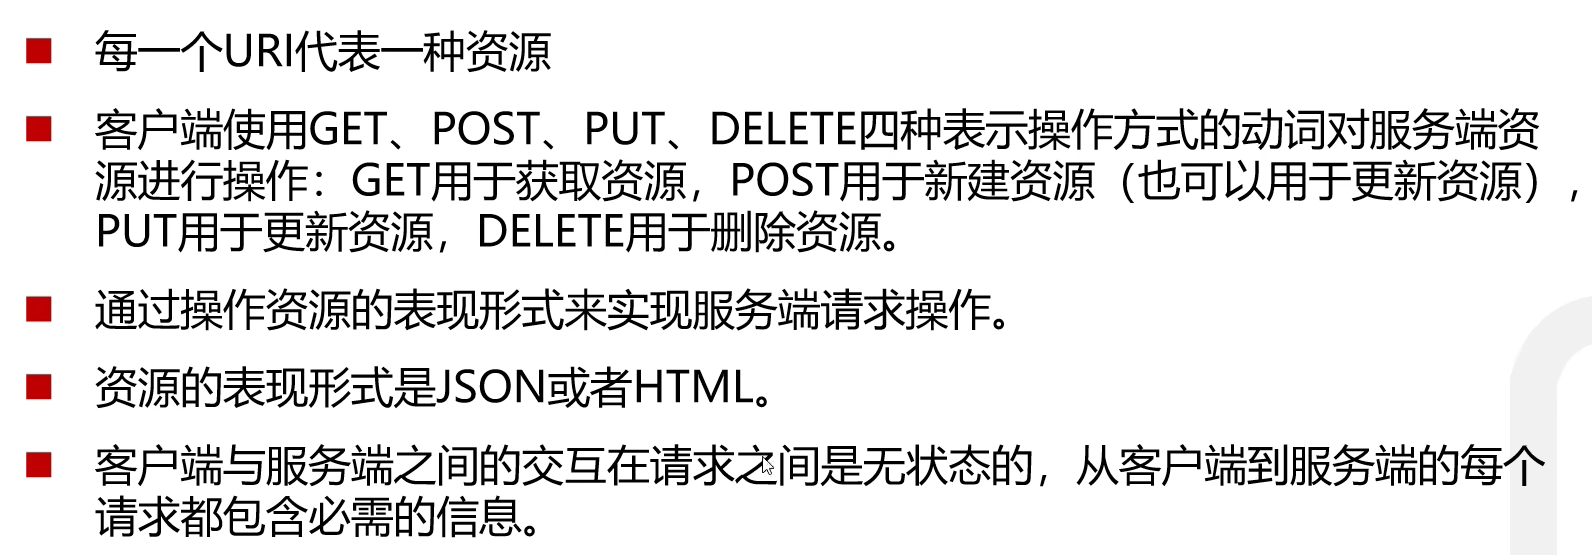 每一个URI代表一种资源
客户端使用GET、POST、PUT、DELETE四种表示操作方式的动词对服务端资
源进行操作：GET用于获取资源，POST用于新建资源（也可以用于更新资源），
PUT用于更新资源，DELETE用于删除资源。
通过操作资源的表现形式来实现服务端请求操作。
资源的表现形式是JSON或者HTML。
客户端与服务端之间的交互在请求之间是无状态的，从客户端到服务端的每个
请求都包含必需的信息。